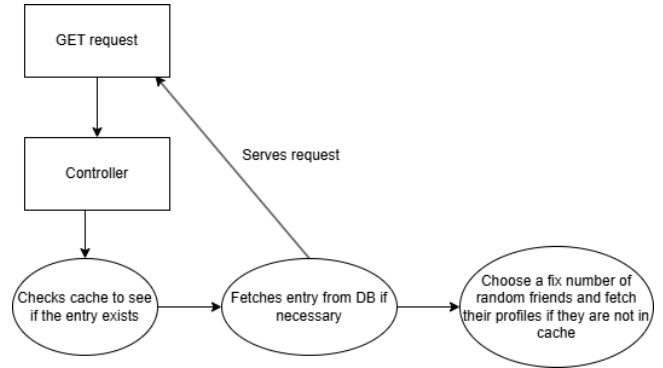 GET request
Serves request
Controller
Checks cache to see
if the entry exists
Fetches entry from DB if
necessary
Choose a fix number of
random friends and fetch
their profiles if they are not in
cache